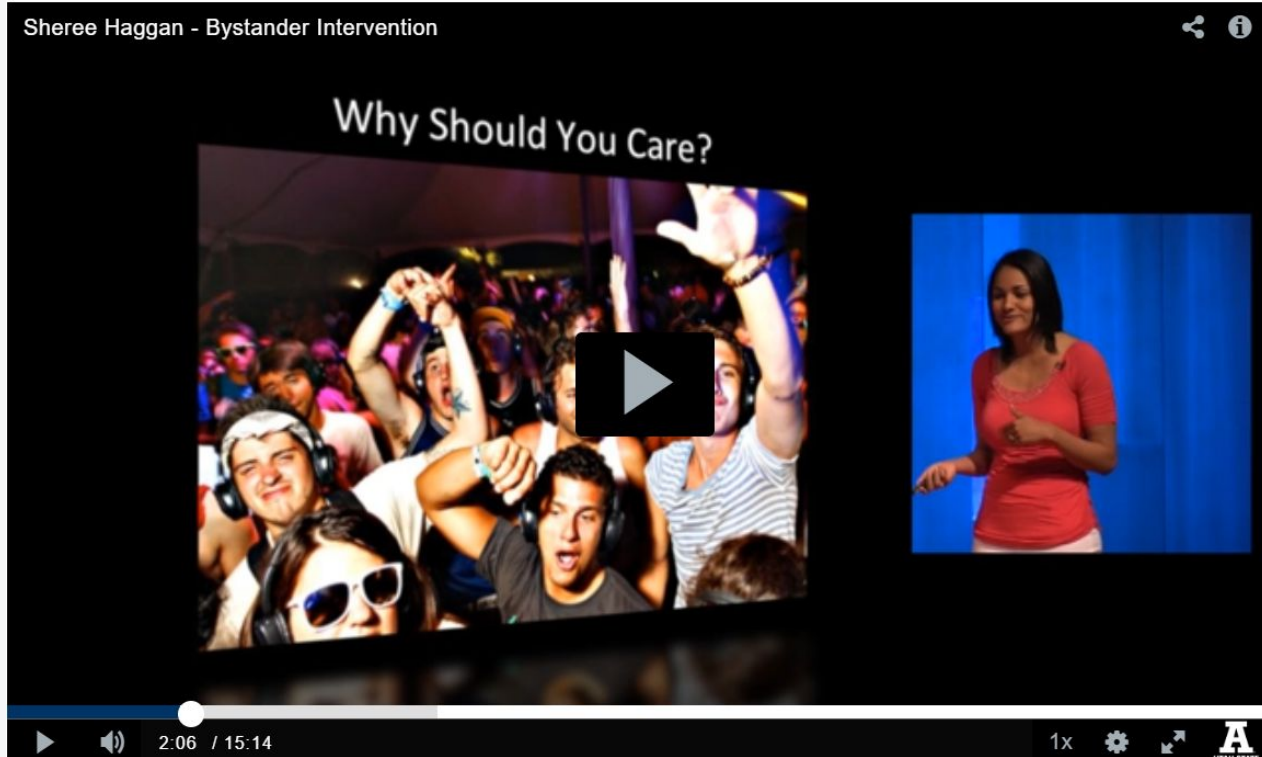 Sheree Haggan - Bystander Intervention
Why Should You Care?
2:06 / 15:14
1x
A